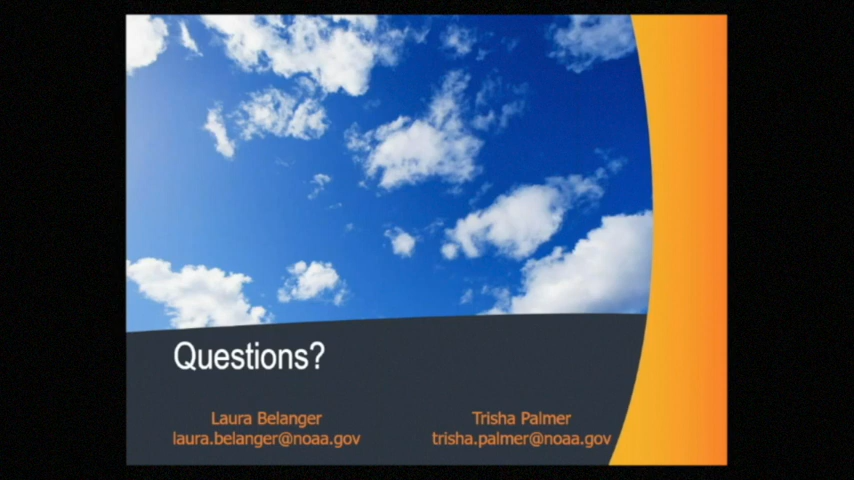 Questions?
Laura Belanger
laura.belanger@noaa.gov
Trisha Palmer
trisha.palmer@noaa.gov